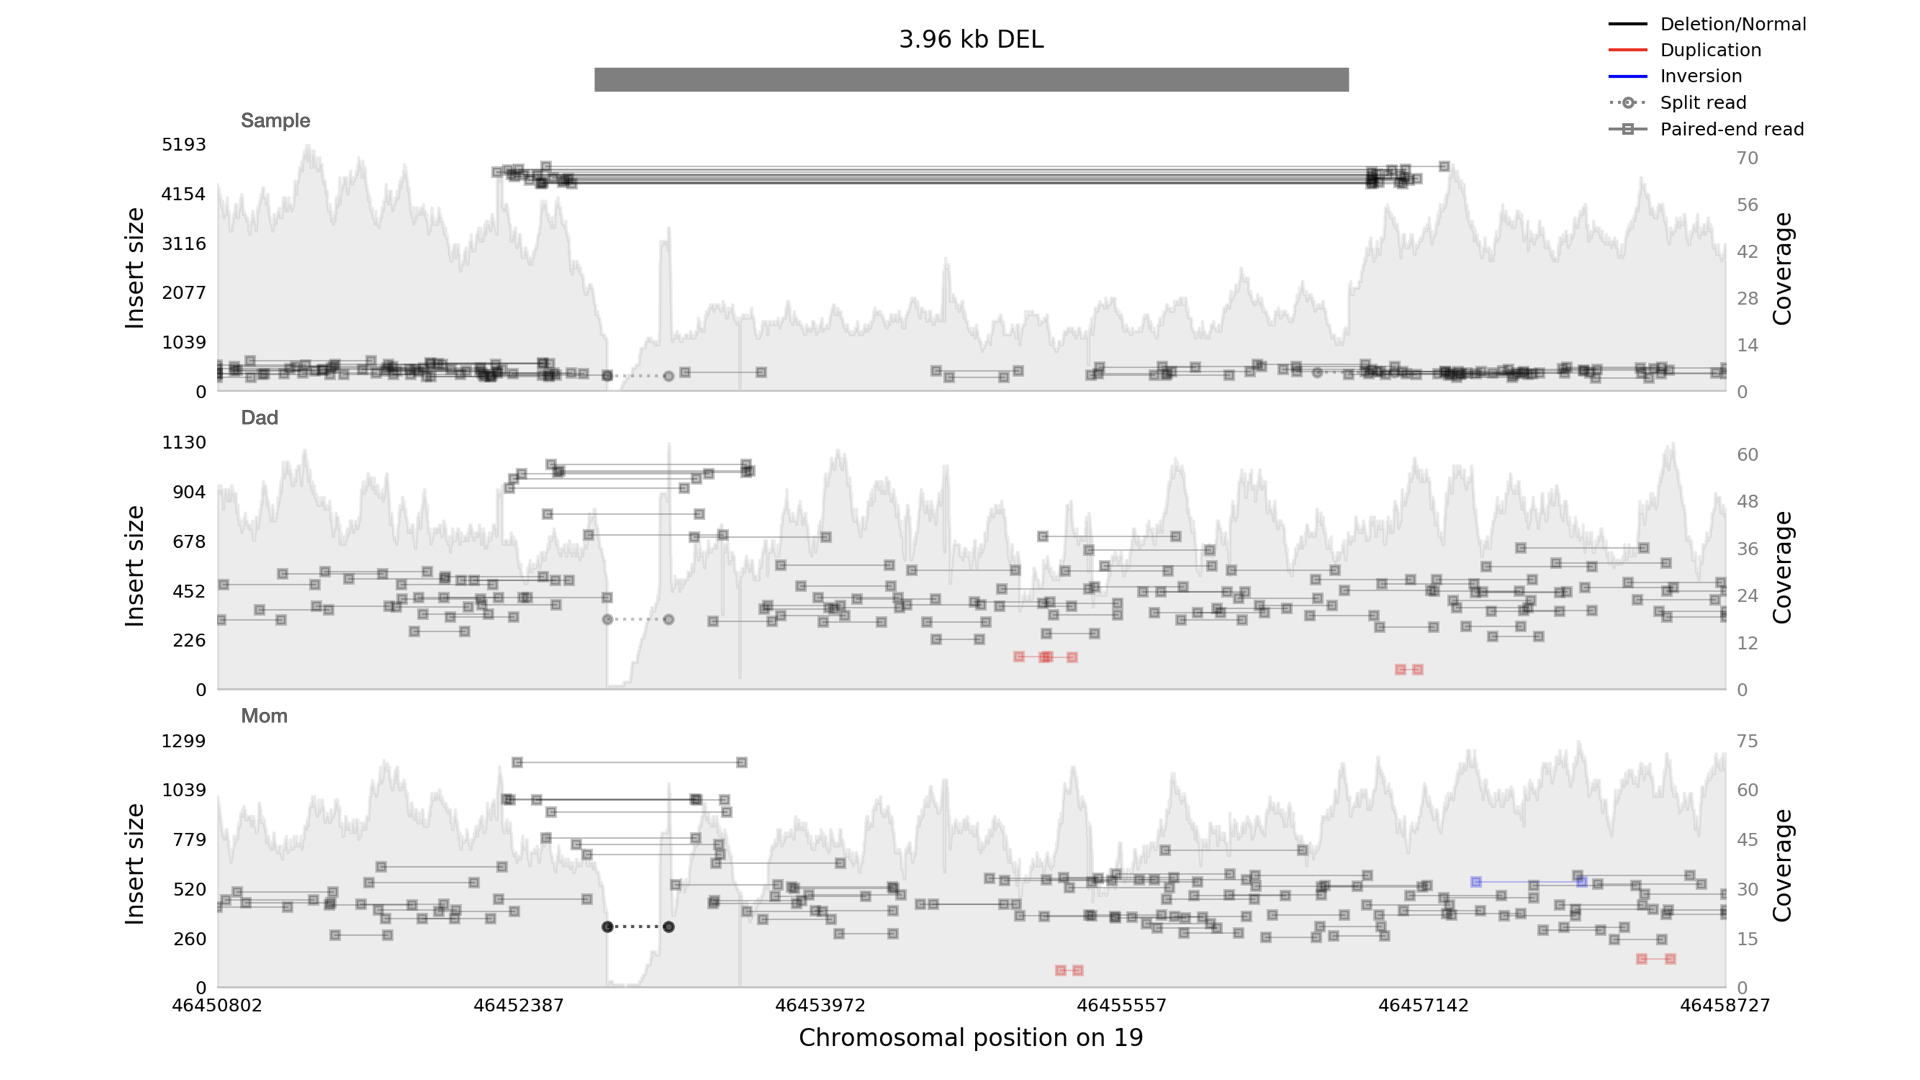 3.96 kb DEL
Deletion/Normal
Duplication
Inversion
Split read
Paired-end read
Sample
5193
4154
3116
2077
1039
0
Insert size
70
56
42
28
14
0
Coverage
Dad
1130
904
678
452
226
0
Insert size
60
48
36
24
12
0
Coverage
Mom
1299
1039
779
520
260
0
Insert size
75
60
45
30
15
0
Coverage
46450802 46452387 46453972 46455557 46457142 46458727
Chromosomal position on 19